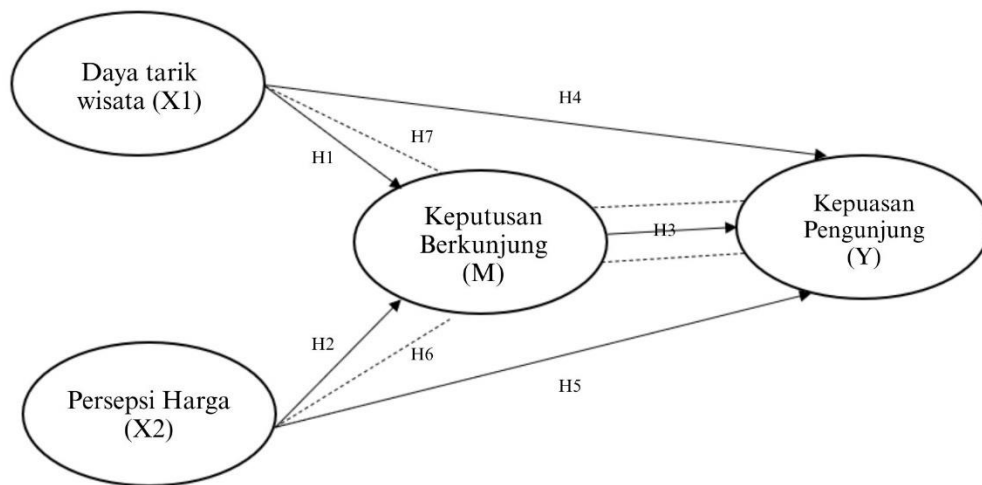 Daya tarik
wisata (X1)
H4
H7
H1
Keputusan
Berkunjung
(M)
H3
Kepuasan
Pengunjung
(Y)
H2
H6
H5
Persepsi Harga
(X2)